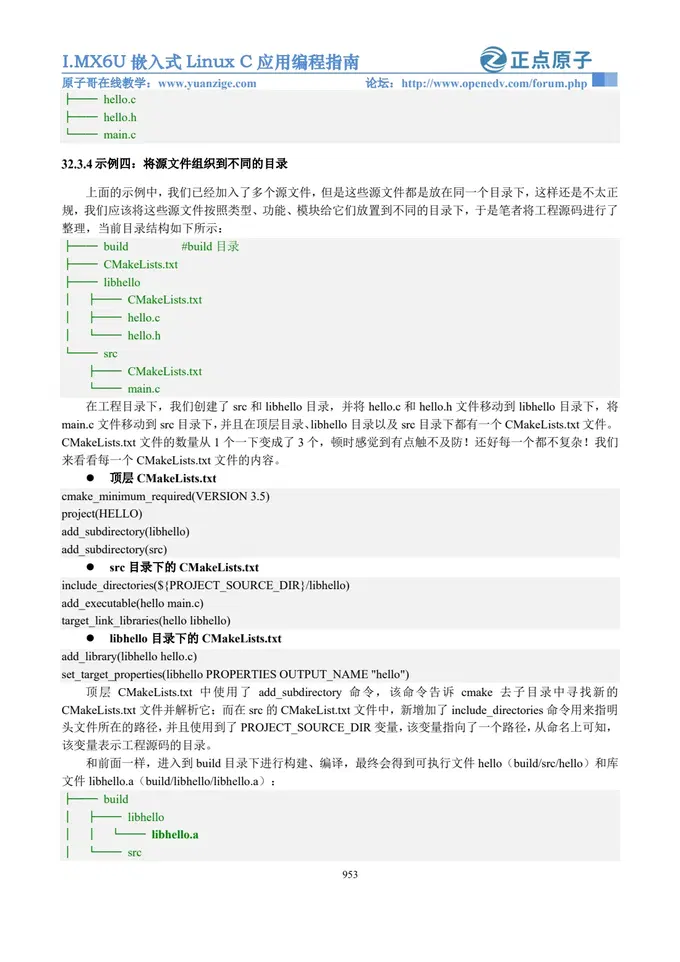 I.MX6U 嵌入式 Linux C 应用编程指南
正点原子
原子哥在线教学：www.yuanzige.com 论坛：http://www.openedv.com/forum.php
├── hello.c
├── hello.h
└── main.c
32.3.4 示例四：将源文件组织到不同的目录
上面的示例中，我们已经加入了多个源文件，但是这些源文件都是放在同一个目录下，这样还是不太正
规，我们应该将这些源文件按照类型、功能、模块给它们放置到不同的目录下，于是笔者将工程源码进行了
整理，当前目录结构如下所示：
├── build #build 目录
├── CMakeLists.txt
├── libhello
│ ├── CMakeLists.txt
│ ├── hello.c
│ └── hello.h
└── src
├── CMakeLists.txt
└── main.c
在工程目录下，我们创建了 src 和 libhello 目录，并将 hello.c 和 hello.h 文件移动到 libhello 目录下，将
main.c 文件移动到 src 目录下，并且在顶层目录、libhello 目录以及 src 目录下都有一个 CMakeLists.txt 文件。
CMakeLists.txt 文件的数量从 1 个一下变成了 3 个，顿时感觉到有点触不及防！还好每一个都不复杂！我们
来看看每一个 CMakeLists.txt 文件的内容。
● 顶层 CMakeLists.txt
cmake_minimum_required(VERSION 3.5)
project(HELLO)
add_subdirectory(libhello)
add_subdirectory(src)
● src 目录下的 CMakeLists.txt
include_directories(${PROJECT_SOURCE_DIR}/libhello)
add_executable(hello main.c)
target_link_libraries(hello libhello)
● libhello 目录下的 CMakeLists.txt
add_library(libhello hello.c)
set_target_properties(libhello PROPERTIES OUTPUT_NAME "hello")
顶层 CMakeLists.txt 中使用了 add_subdirectory 命令，该命令告诉 cmake 去子目录中寻找新的
CMakeLists.txt 文件并解析它；而在 src 的 CMakeList.txt 文件中，新增加了 include_directories 命令用来指明
头文件所在的路径，并且使用到了 PROJECT_SOURCE_DIR 变量，该变量指向了一个路径，从命名上可知，
该变量表示工程源码的目录。
和前面一样，进入到 build 目录下进行构建、编译，最终会得到可执行文件 hello（build/src/hello）和库
文件 libhello.a（build/libhello/libhello.a）：
├── build
│ ├── libhello
│ │ └── libhello.a
│ └── src
953